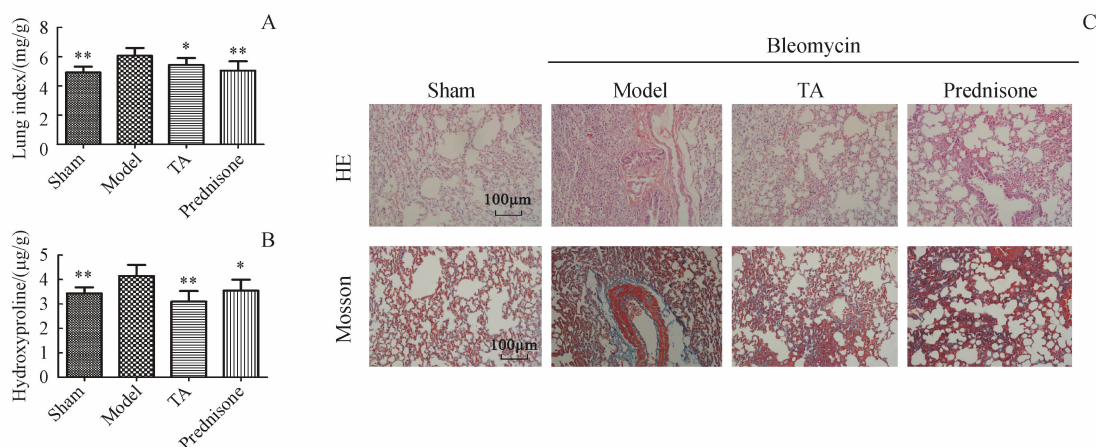 A
Lung index/(mg/g)
8
6
4
2
0
**
*
**
Sham
Model
TA
Prednisone
B
Hydroxyproline/(μg/g)
5
4
3
2
1
0
**
**
*
Sham
Model
TA
Prednisone
C
Bleomycin
Sham
Model
TA
Prednisone
HE
100μm
Mosson
100μm